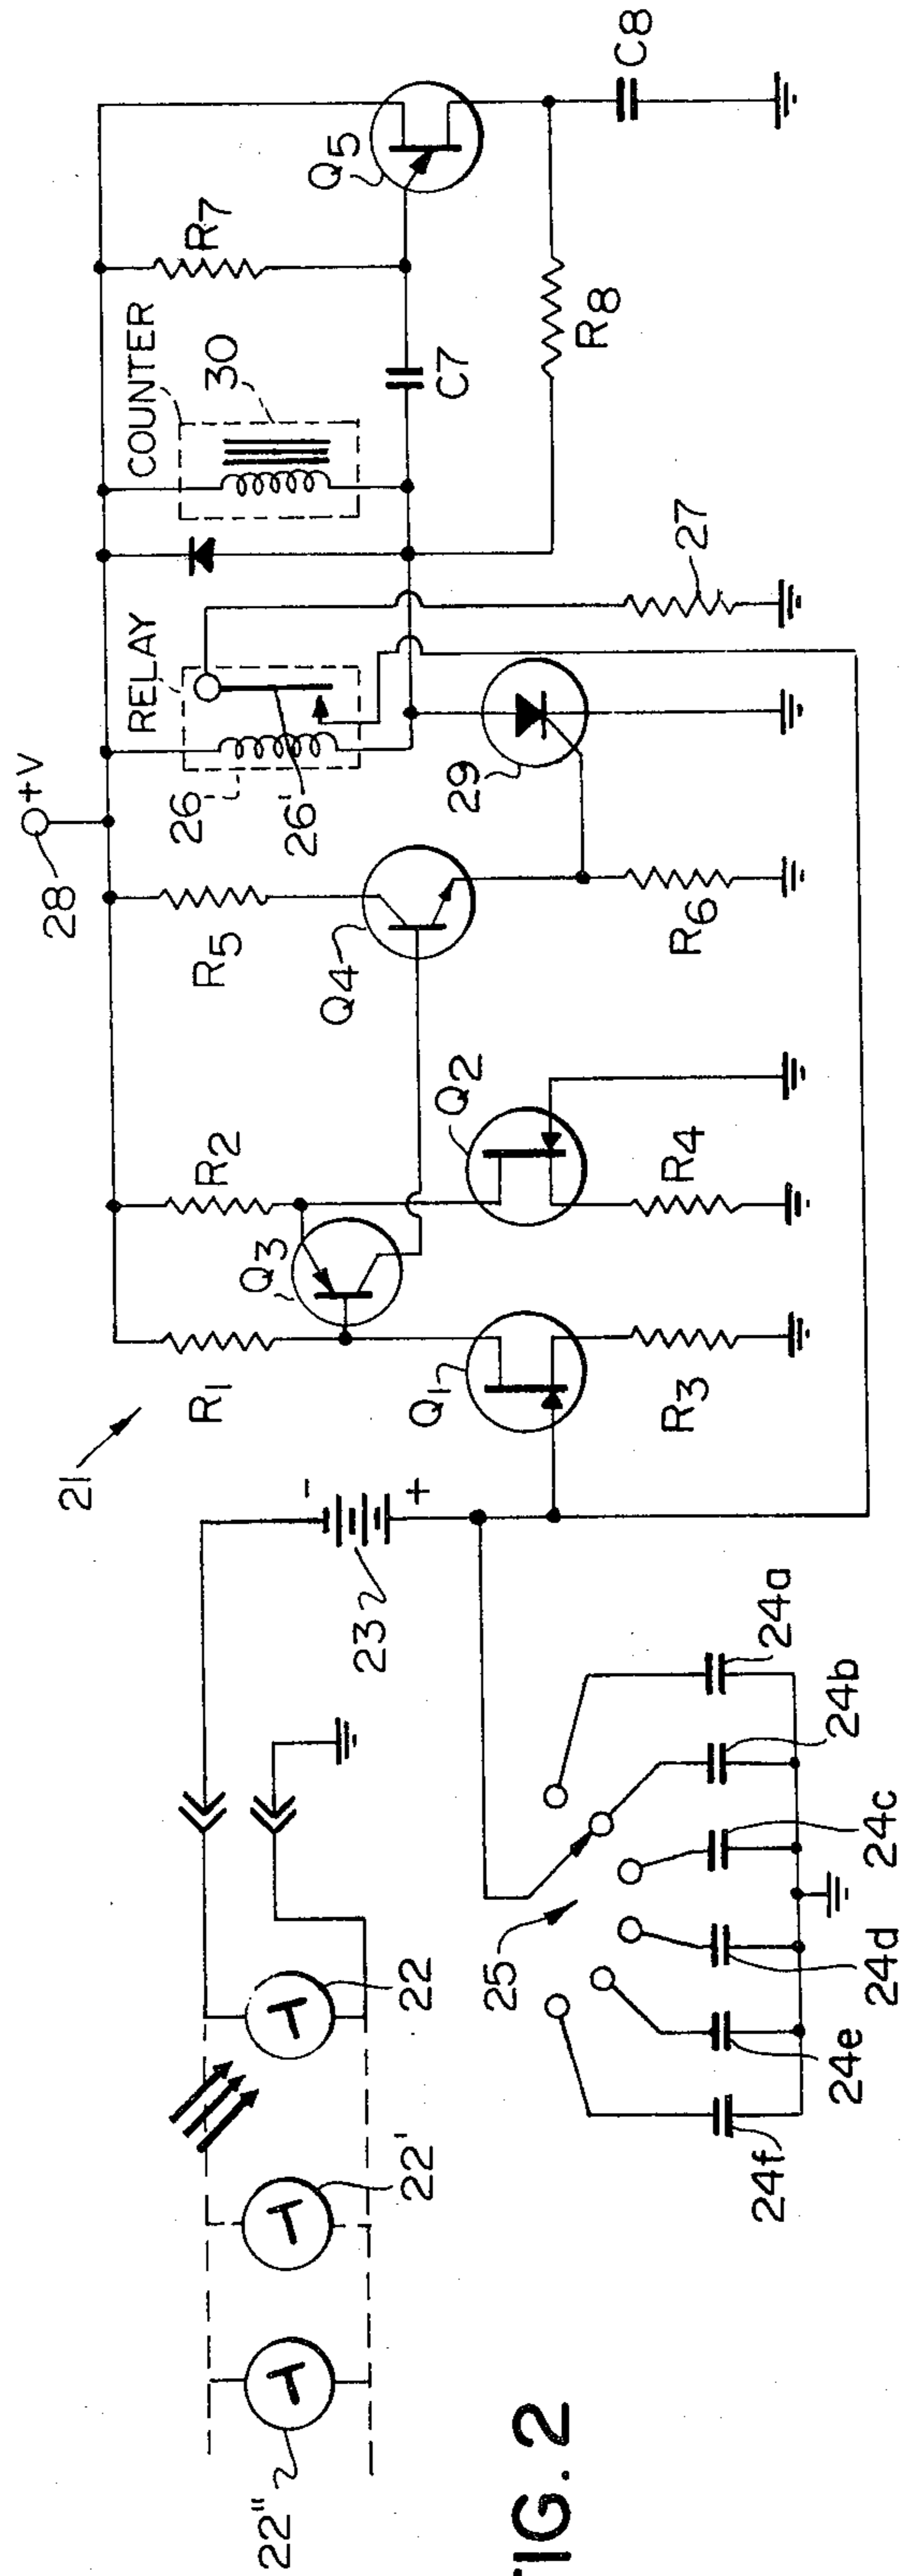 FIG. 2
21
28
+V
RELAY
COUNTER
30
26
26'
R1
R2
R5
R7
Q3
Q4
Q5
Q1
Q2
29
C7
R8
C8
27
R3
R4
R6
-
+
23
22"
22'
22
T
T
T
25
24f
24e
24d
24c
24b
24a